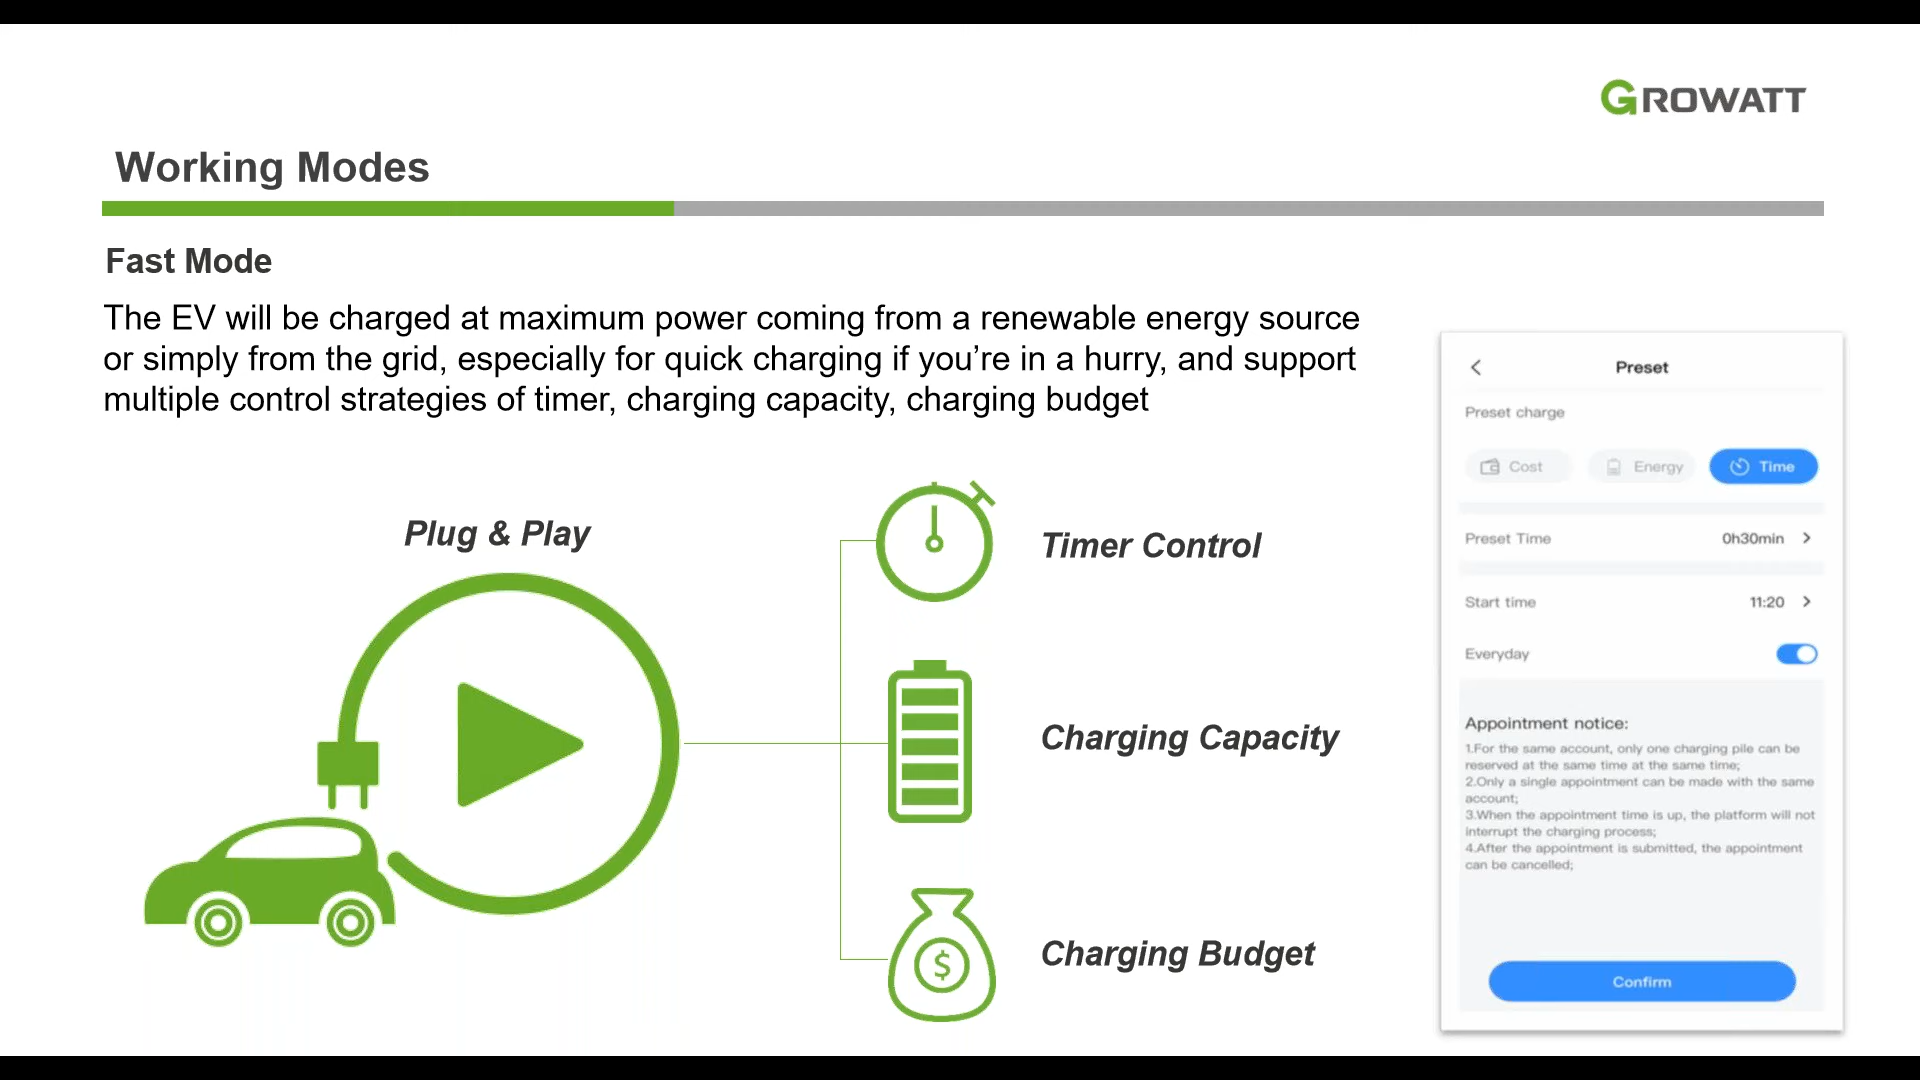 GROWATT
Working Modes
Fast Mode
The EV will be charged at maximum power coming from a renewable energy source
or simply from the grid, especially for quick charging if you’re in a hurry, and support
multiple control strategies of timer, charging capacity, charging budget
Plug & Play
Timer Control
Charging Capacity
$
Charging Budget
Preset
Preset charge
Cost Energy Time
Preset Time 0h30min
Start time 11:20
Everyday
Appointment notice:
1.For the same account, only one charging pile can be
reserved at the same time at the same time;
2.Only a single appointment can be made with the same
account;
3.When the appointment time is up, the platform will not
interrupt the charging process;
4.After the appointment is submitted, the appointment
can be cancelled;
Confirm